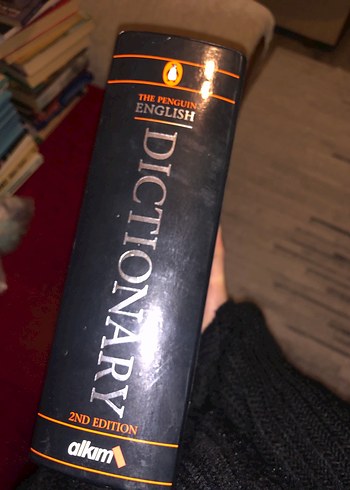 THE PENGUIN
ENGLISH
DICTIONARY
2ND EDITION
alkım